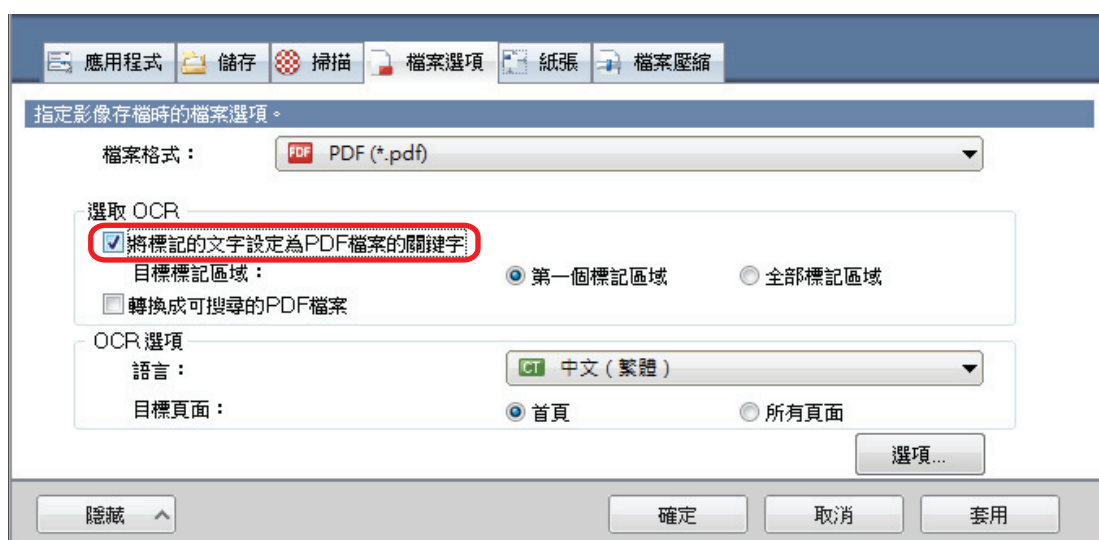 應用程式 儲存 掃描 檔案選項 紙張 檔案壓縮
指定影像存檔時的檔案選項。
檔案格式： PDF PDF (*.pdf)
選取 OCR
將標記的文字設定為PDF檔案的關鍵字
目標標記區域： 第一個標記區域 全部標記區域
轉換成可搜尋的PDF檔案
OCR 選項
語言： CT 中文 ( 繁體 )
目標頁面： 首頁 所有頁面
選項...
隱藏 確定 取消 套用